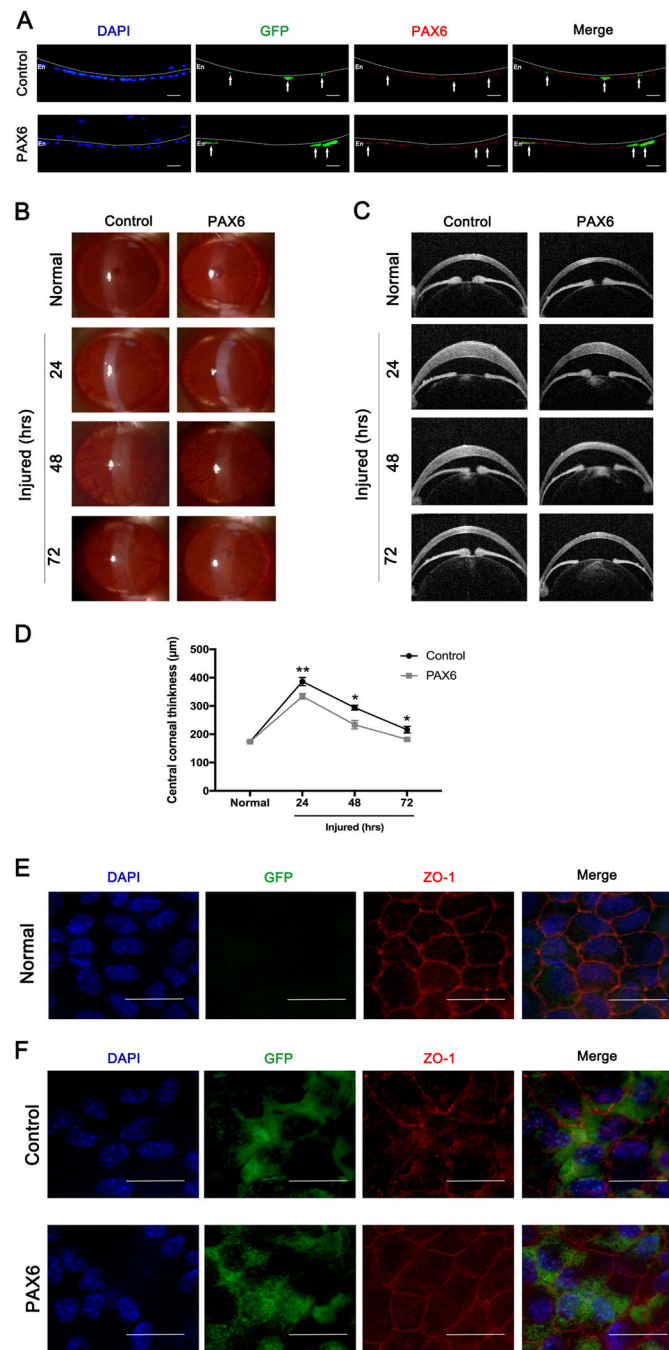 A
DAPI GFP PAX6 Merge
Control
En En En En
PAX6
En En En En
B
Control PAX6
Normal
Injured (hrs)
24
48
72
C
Control PAX6
Normal
Injured (hrs)
24
48
72
D
Central corneal thinkness (μm)
500
400
300
200
100
0
** * *
Control
PAX6
Normal 24 48 72
Injured (hrs)
E
DAPI GFP ZO-1 Merge
Normal
F
DAPI GFP ZO-1 Merge
Control
PAX6